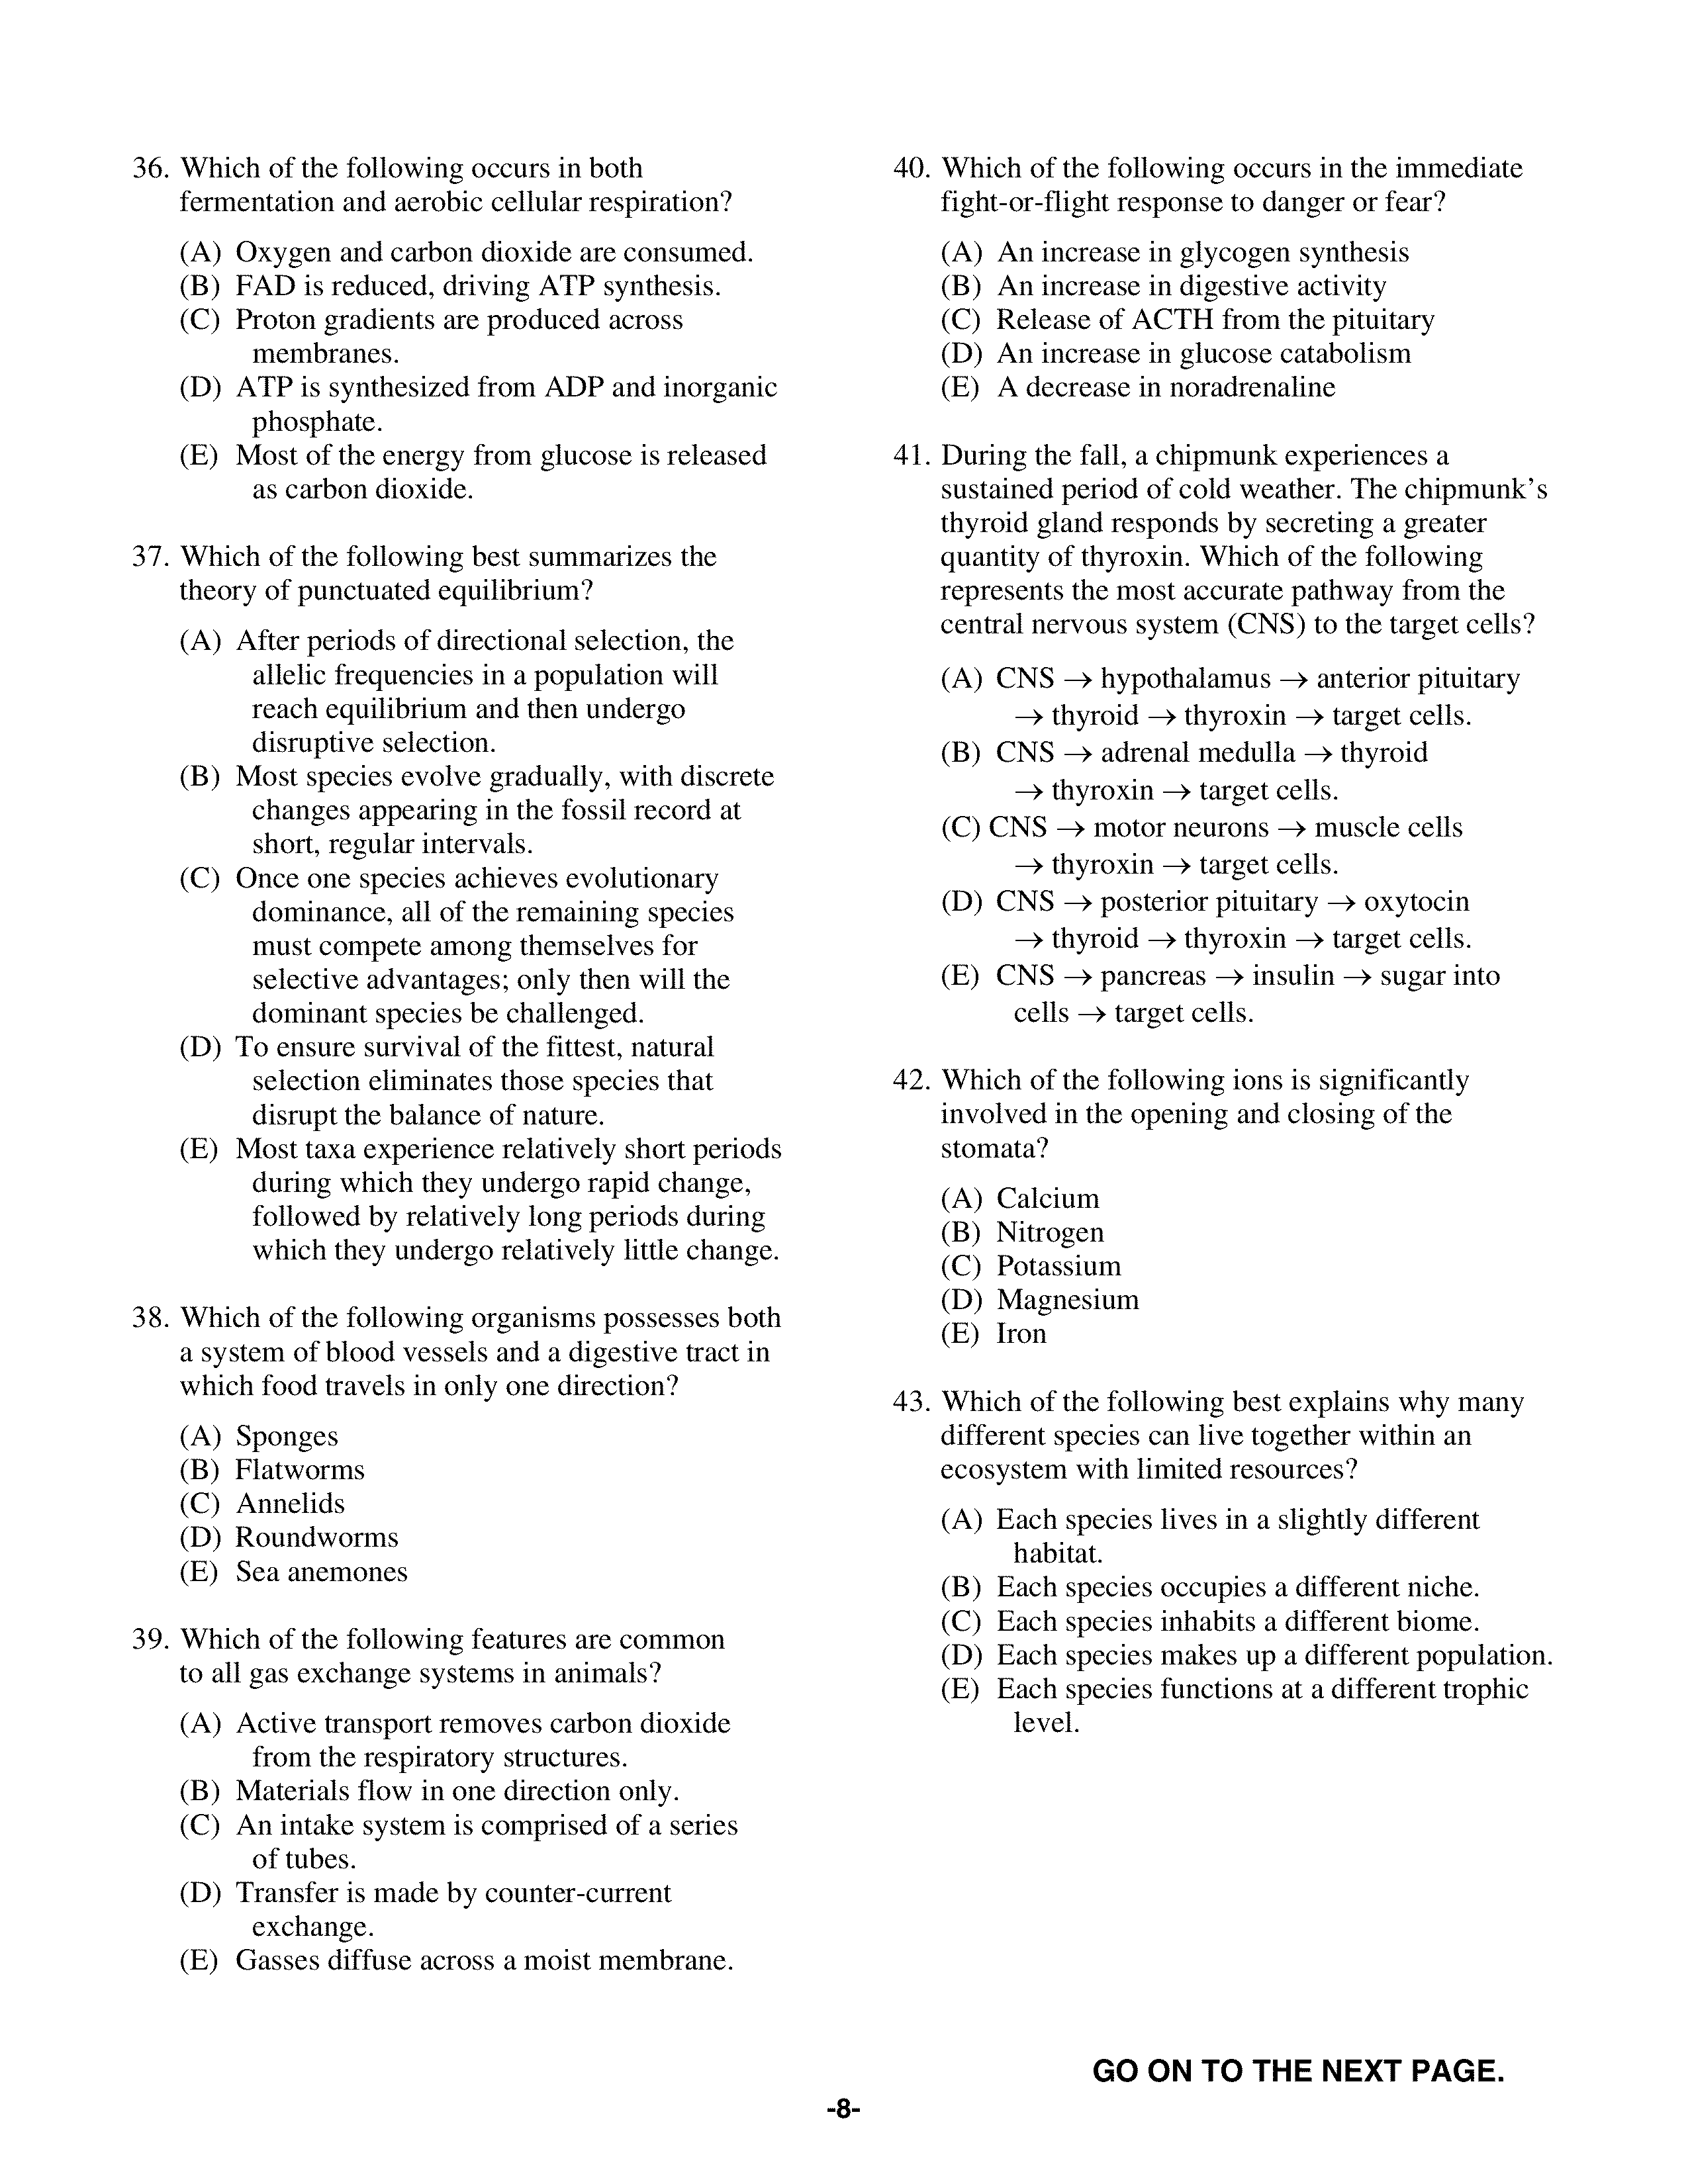 36. Which of the following occurs in both
fermentation and aerobic cellular respiration?
(A) Oxygen and carbon dioxide are consumed.
(B) FAD is reduced, driving ATP synthesis.
(C) Proton gradients are produced across
membranes.
(D) ATP is synthesized from ADP and inorganic
phosphate.
(E) Most of the energy from glucose is released
as carbon dioxide.
37. Which of the following best summarizes the
theory of punctuated equilibrium?
(A) After periods of directional selection, the
allelic frequencies in a population will
reach equilibrium and then undergo
disruptive selection.
(B) Most species evolve gradually, with discrete
changes appearing in the fossil record at
short, regular intervals.
(C) Once one species achieves evolutionary
dominance, all of the remaining species
must compete among themselves for
selective advantages; only then will the
dominant species be challenged.
(D) To ensure survival of the fittest, natural
selection eliminates those species that
disrupt the balance of nature.
(E) Most taxa experience relatively short periods
during which they undergo rapid change,
followed by relatively long periods during
which they undergo relatively little change.
38. Which of the following organisms possesses both
a system of blood vessels and a digestive tract in
which food travels in only one direction?
(A) Sponges
(B) Flatworms
(C) Annelids
(D) Roundworms
(E) Sea anemones
39. Which of the following features are common
to all gas exchange systems in animals?
(A) Active transport removes carbon dioxide
from the respiratory structures.
(B) Materials flow in one direction only.
(C) An intake system is comprised of a series
of tubes.
(D) Transfer is made by counter-current
exchange.
(E) Gasses diffuse across a moist membrane.
40. Which of the following occurs in the immediate
fight-or-flight response to danger or fear?
(A) An increase in glycogen synthesis
(B) An increase in digestive activity
(C) Release of ACTH from the pituitary
(D) An increase in glucose catabolism
(E) A decrease in noradrenaline
41. During the fall, a chipmunk experiences a
sustained period of cold weather. The chipmunk's
thyroid gland responds by secreting a greater
quantity of thyroxin. Which of the following
represents the most accurate pathway from the
central nervous system (CNS) to the target cells?
(A) CNS → hypothalamus → anterior pituitary
→ thyroid → thyroxin → target cells.
(B) CNS → adrenal medulla → thyroid
→ thyroxin → target cells.
(C) CNS → motor neurons → muscle cells
→ thyroxin → target cells.
(D) CNS → posterior pituitary → oxytocin
→ thyroid → thyroxin → target cells.
(E) CNS → pancreas → insulin → sugar into
cells → target cells.
42. Which of the following ions is significantly
involved in the opening and closing of the
stomata?
(A) Calcium
(B) Nitrogen
(C) Potassium
(D) Magnesium
(E) Iron
43. Which of the following best explains why many
different species can live together within an
ecosystem with limited resources?
(A) Each species lives in a slightly different
habitat.
(B) Each species occupies a different niche.
(C) Each species inhabits a different biome.
(D) Each species makes up a different population.
(E) Each species functions at a different trophic
level.
GO ON TO THE NEXT PAGE.
-8-